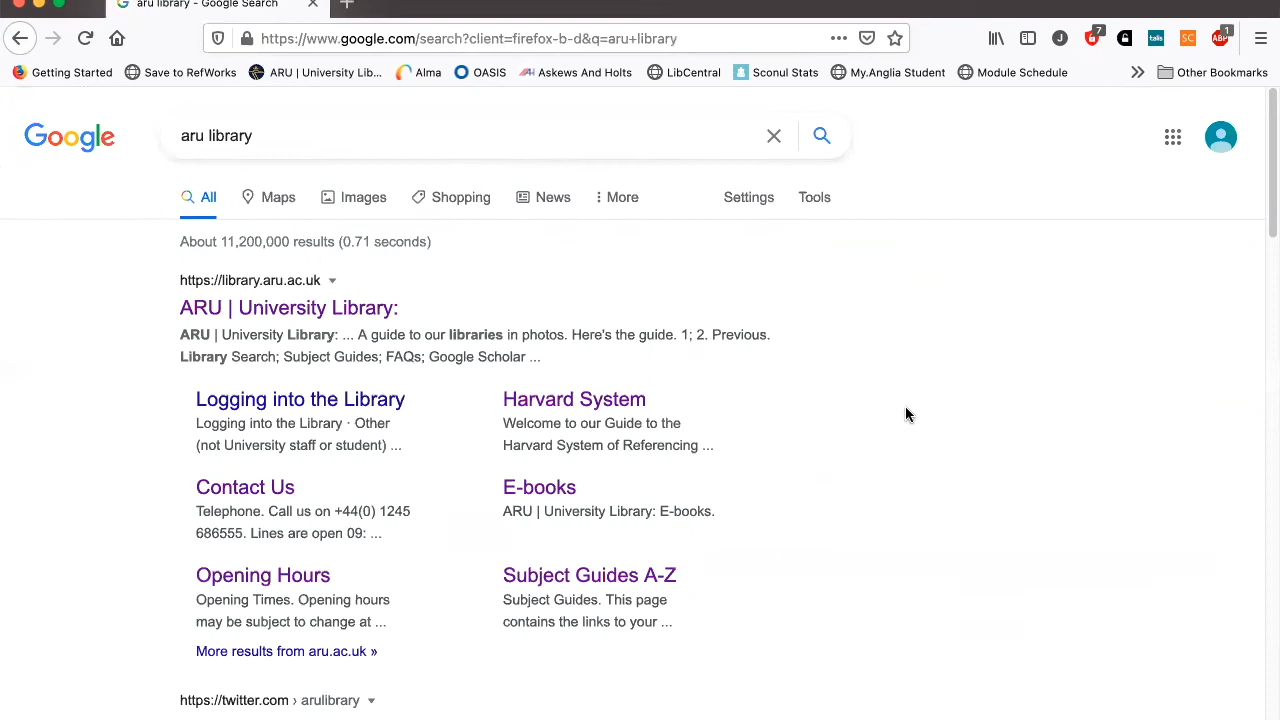 aru library - Google Search
https://www.google.com/search?client=firefox-b-d&q=aru+library
7
talis
SC
ABP
1
J
Getting Started
Save to RefWorks
ARU | University Lib...
Alma
OASIS
Askews And Holts
LibCentral
Sconul Stats
My.Anglia Student
Module Schedule
Other Bookmarks
Google
aru library
All
Maps
Images
Shopping
News
More
Settings
Tools
About 11,200,000 results (0.71 seconds)
https://library.aru.ac.uk
ARU | University Library:
ARU | University Library: ... A guide to our libraries in photos. Here's the guide. 1; 2. Previous.
Library Search; Subject Guides; FAQs; Google Scholar ...
Logging into the Library
Logging into the Library · Other
(not University staff or student) ...
Harvard System
Welcome to our Guide to the
Harvard System of Referencing ...
Contact Us
Telephone. Call us on +44(0) 1245
686555. Lines are open 09: ...
E-books
ARU | University Library: E-books.
Opening Hours
Opening Times. Opening hours
may be subject to change at ...
Subject Guides A-Z
Subject Guides. This page
contains the links to your ...
More results from aru.ac.uk »
https://twitter.com › arulibrary